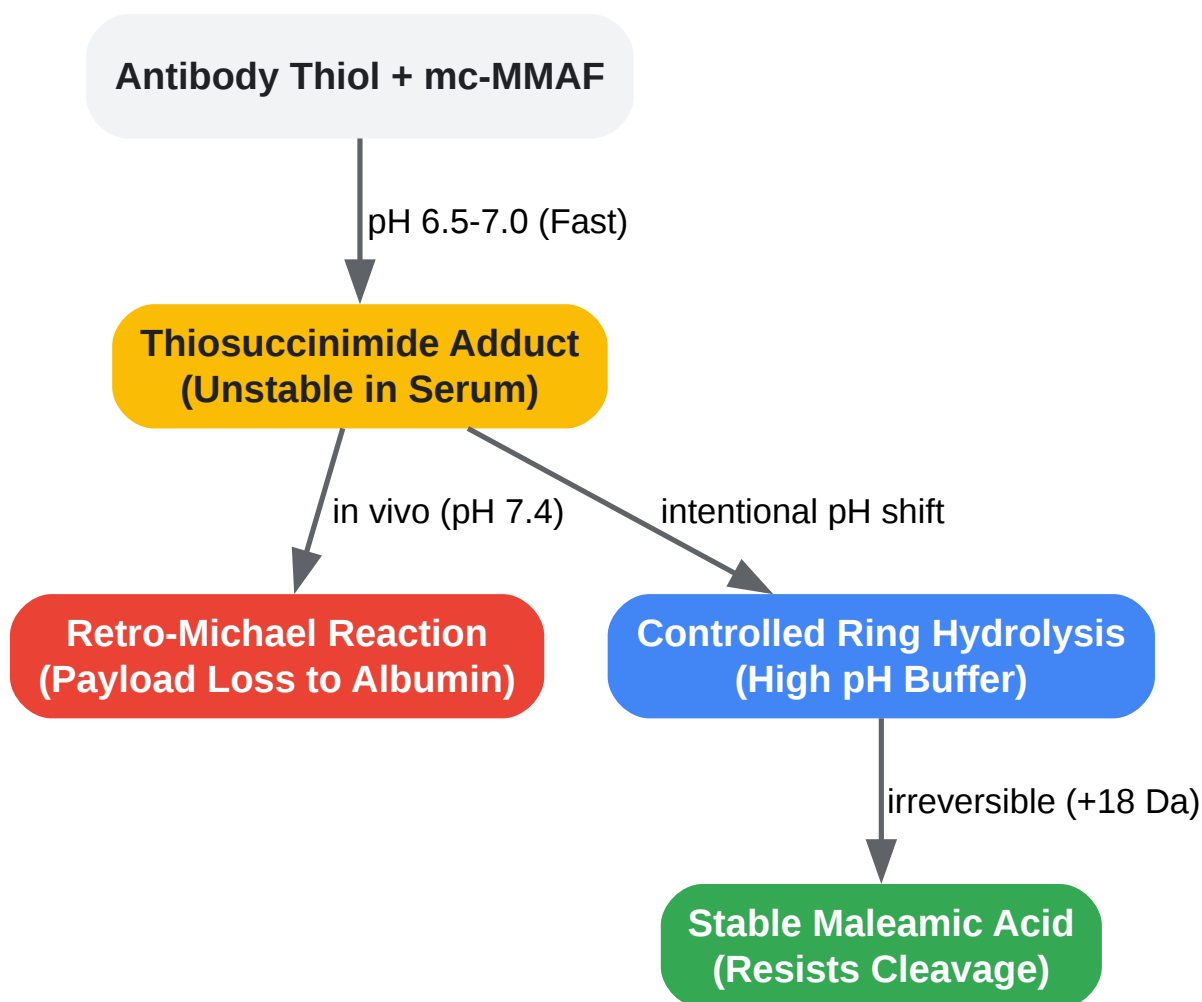 Antibody Thiol + mc-MMAF
pH 6.5-7.0 (Fast)
Thiosuccinimide Adduct
(Unstable in Serum)
in vivo (pH 7.4)
intentional pH shift
Retro-Michael Reaction
(Payload Loss to Albumin)
Controlled Ring Hydrolysis
(High pH Buffer)
irreversible (+18 Da)
Stable Maleamic Acid
(Resists Cleavage)